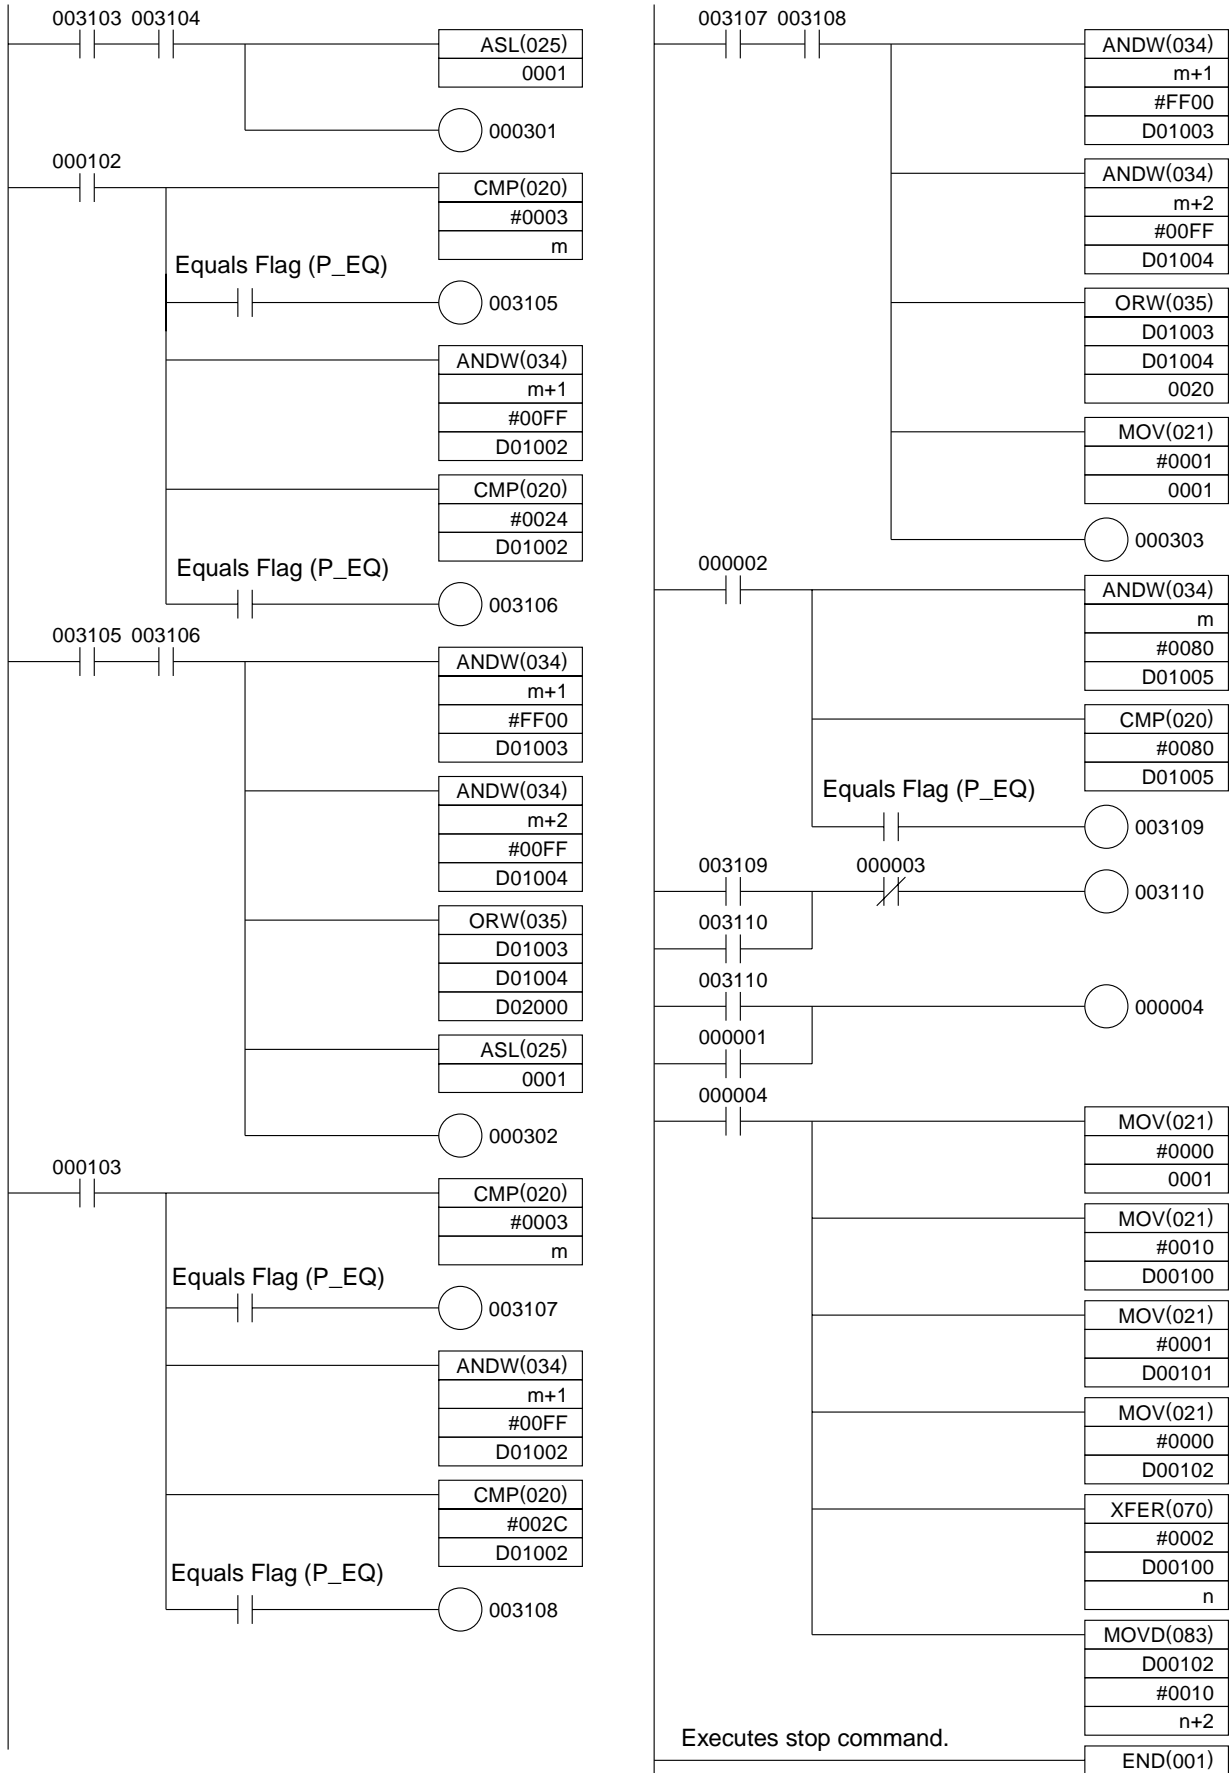 003103 003104
ASL(025)
0001
000301
000102
CMP(020)
#0003
m
Equals Flag (P_EQ)
003105
ANDW(034)
m+1
#00FF
D01002
CMP(020)
#0024
D01002
Equals Flag (P_EQ)
003106
003105 003106
ANDW(034)
m+1
#FF00
D01003
ANDW(034)
m+2
#00FF
D01004
ORW(035)
D01003
D01004
D02000
ASL(025)
0001
000302
000103
CMP(020)
#0003
m
Equals Flag (P_EQ)
003107
ANDW(034)
m+1
#00FF
D01002
CMP(020)
#002C
D01002
Equals Flag (P_EQ)
003108
003107 003108
ANDW(034)
m+1
#FF00
D01003
ANDW(034)
m+2
#00FF
D01004
ORW(035)
D01003
D01004
0020
MOV(021)
#0001
0001
000303
000002
ANDW(034)
m
#0080
D01005
CMP(020)
#0080
D01005
Equals Flag (P_EQ)
003109
003109 000003
003110
003110
003110
000004
000001
000004
MOV(021)
#0000
0001
MOV(021)
#0010
D00100
MOV(021)
#0001
D00101
MOV(021)
#0000
D00102
XFER(070)
#0002
D00100
n
MOVD(083)
D00102
#0010
n+2
Executes stop command.
END(001)